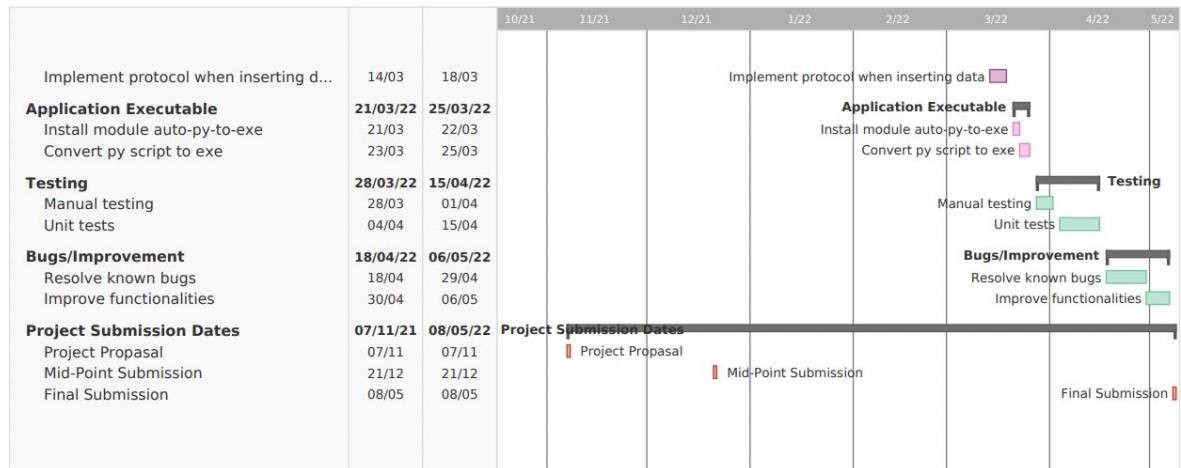 10/21 11/21 12/21 1/22 2/22 3/22 4/22 5/22
Implement protocol when inserting d... 14/03 18/03 Implement protocol when inserting data
Application Executable 21/03/22 25/03/22 Application Executable
Install module auto-py-to-exe 21/03 22/03 Install module auto-py-to-exe
Convert py script to exe 23/03 25/03 Convert py script to exe
Testing 28/03/22 15/04/22 Testing
Manual testing 28/03 01/04 Manual testing
Unit tests 04/04 15/04 Unit tests
Bugs/Improvement 18/04/22 06/05/22 Bugs/Improvement
Resolve known bugs 18/04 29/04 Resolve known bugs
Improve functionalities 30/04 06/05 Improve functionalities
Project Submission Dates 07/11/21 08/05/22 Project Submission Dates
Project Propasal 07/11 07/11 Project Propasal
Mid-Point Submission 21/12 21/12 Mid-Point Submission
Final Submission 08/05 08/05 Final Submission